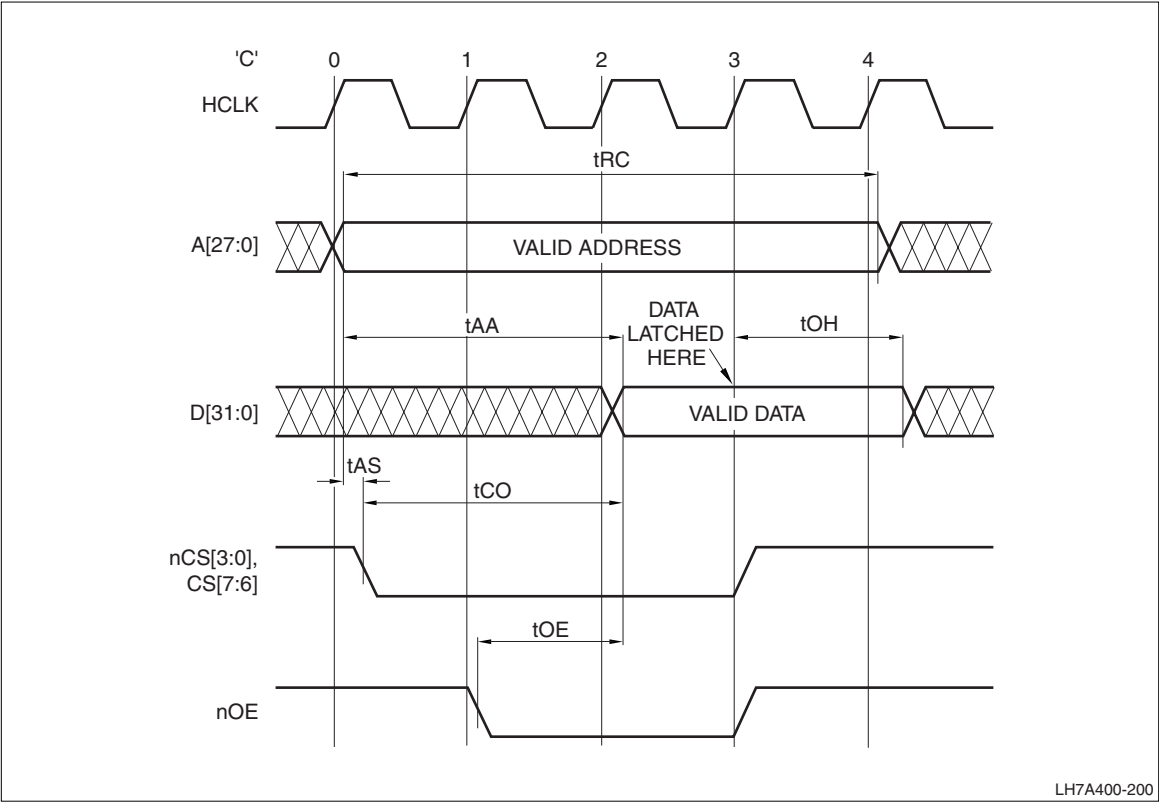 'C' 0 1 2 3 4
HCLK
tRC
A[27:0] VALID ADDRESS
tAA
DATA
LATCHED
HERE
tOH
D[31:0] VALID DATA
tAS
tCO
nCS[3:0],
CS[7:6]
tOE
nOE
LH7A400-200